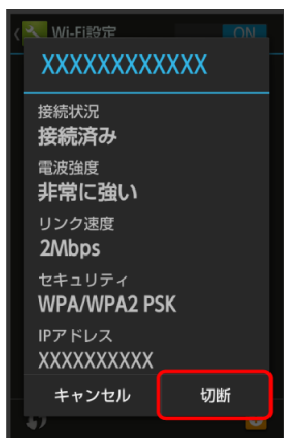 Wi-Fi設定 ON
XXXXXXXXXXXX
接続状況
接続済み
電波強度
非常に強い
リンク速度
2Mbps
セキュリティ
WPA/WPA2 PSK
IPアドレス
XXXXXXXXXX
キャンセル 切断